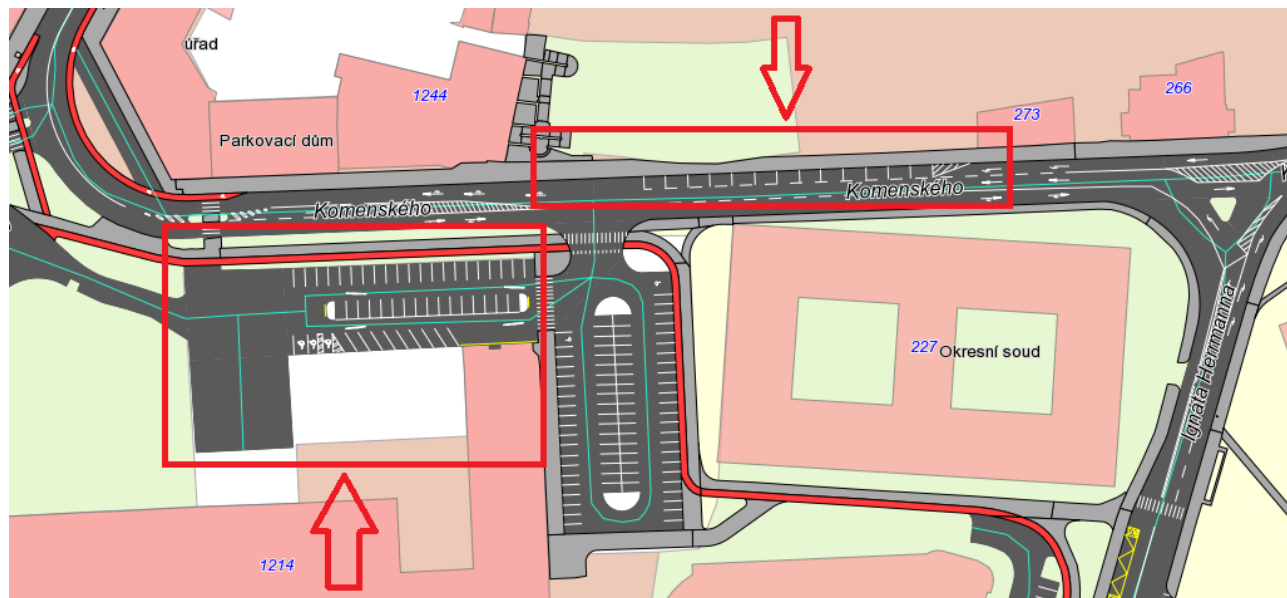 úřad
1244
266
273
Parkovací dům
Komenského
Komenského
227 Okresní soud
Ignáta Herrmanna
1214